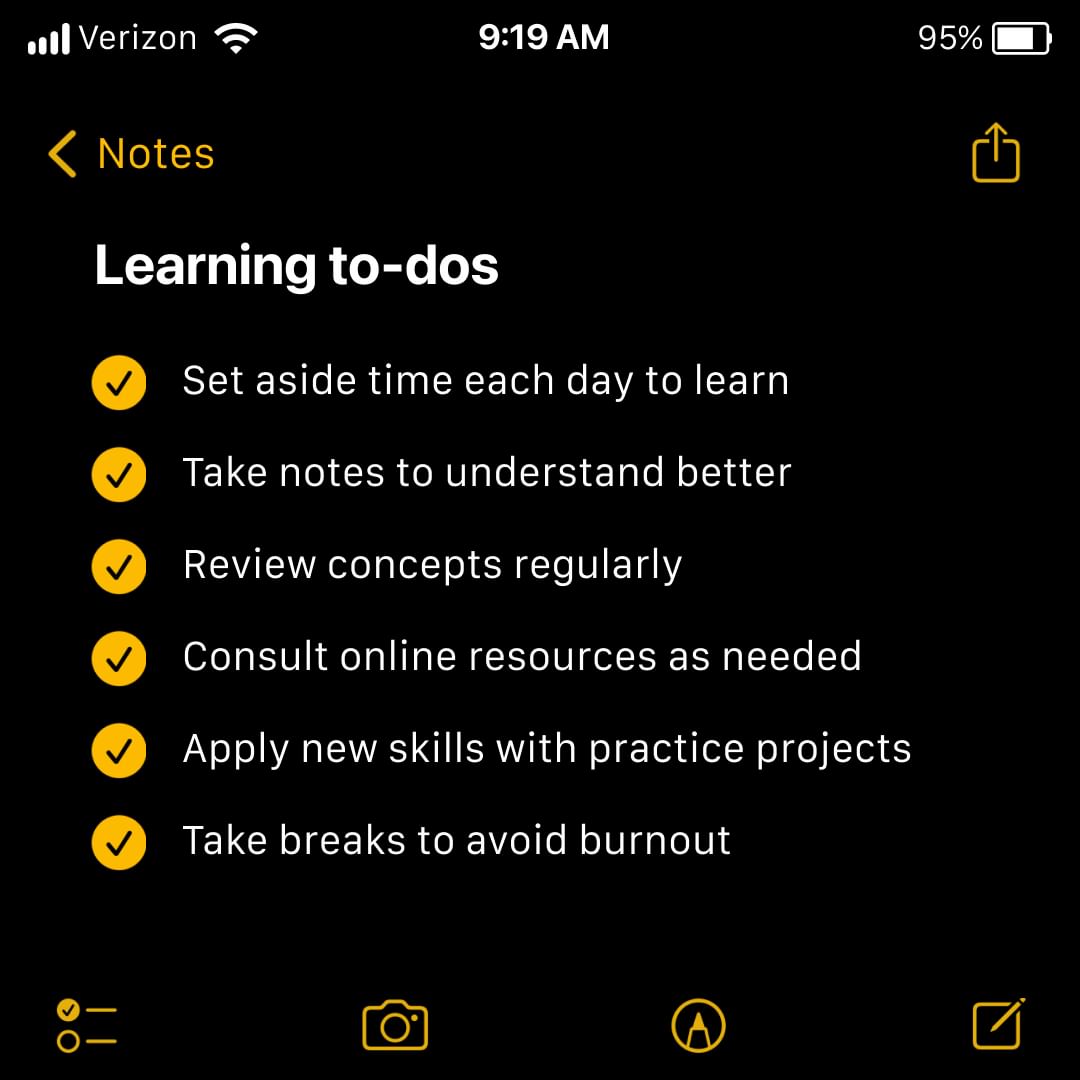 Verizon 9:19 AM 95%
Notes
Learning to-dos
Set aside time each day to learn
Take notes to understand better
Review concepts regularly
Consult online resources as needed
Apply new skills with practice projects
Take breaks to avoid burnout